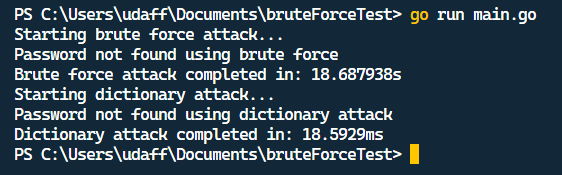 PS C:\Users\udaff\Documents\bruteForceTest> go run main.go
Starting brute force attack...
Password not found using brute force
Brute force attack completed in: 18.687938s
Starting dictionary attack...
Password not found using dictionary attack
Dictionary attack completed in: 18.5929ms
PS C:\Users\udaff\Documents\bruteForceTest>